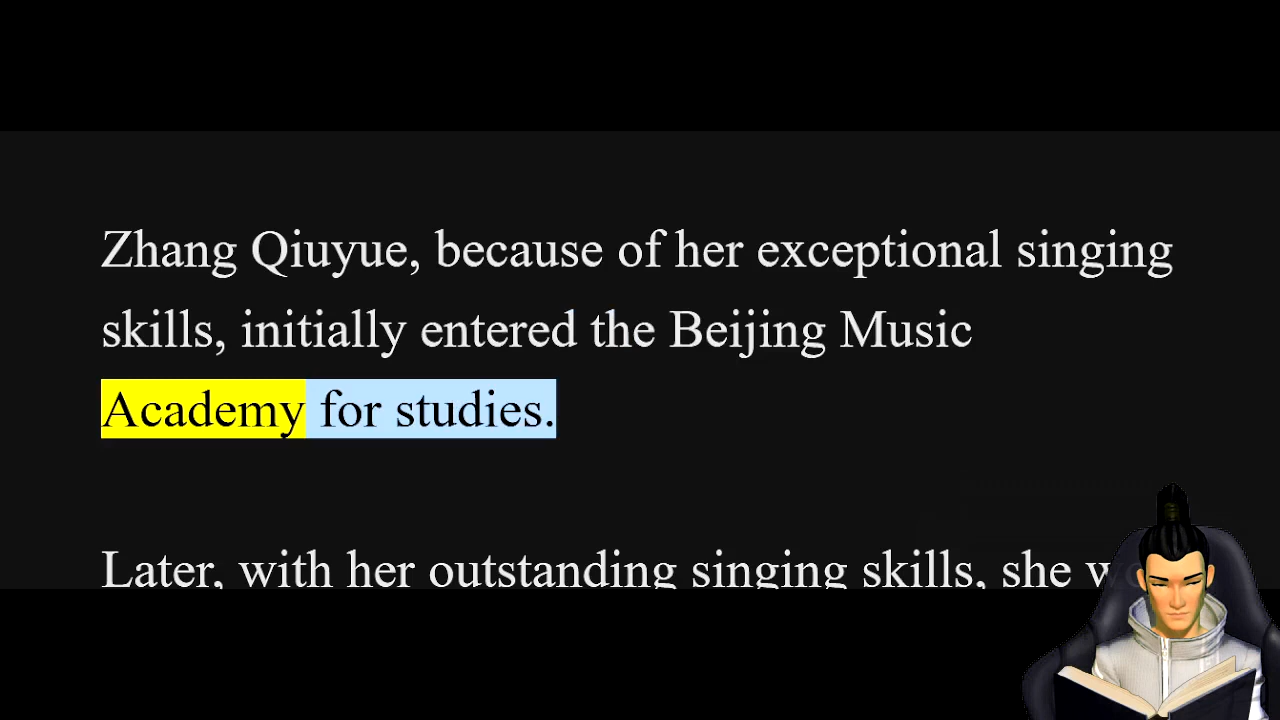 Zhang Qiuyue, because of her exceptional singing
skills, initially entered the Beijing Music
Academy for studies.
Later, with her outstanding singing skills, she